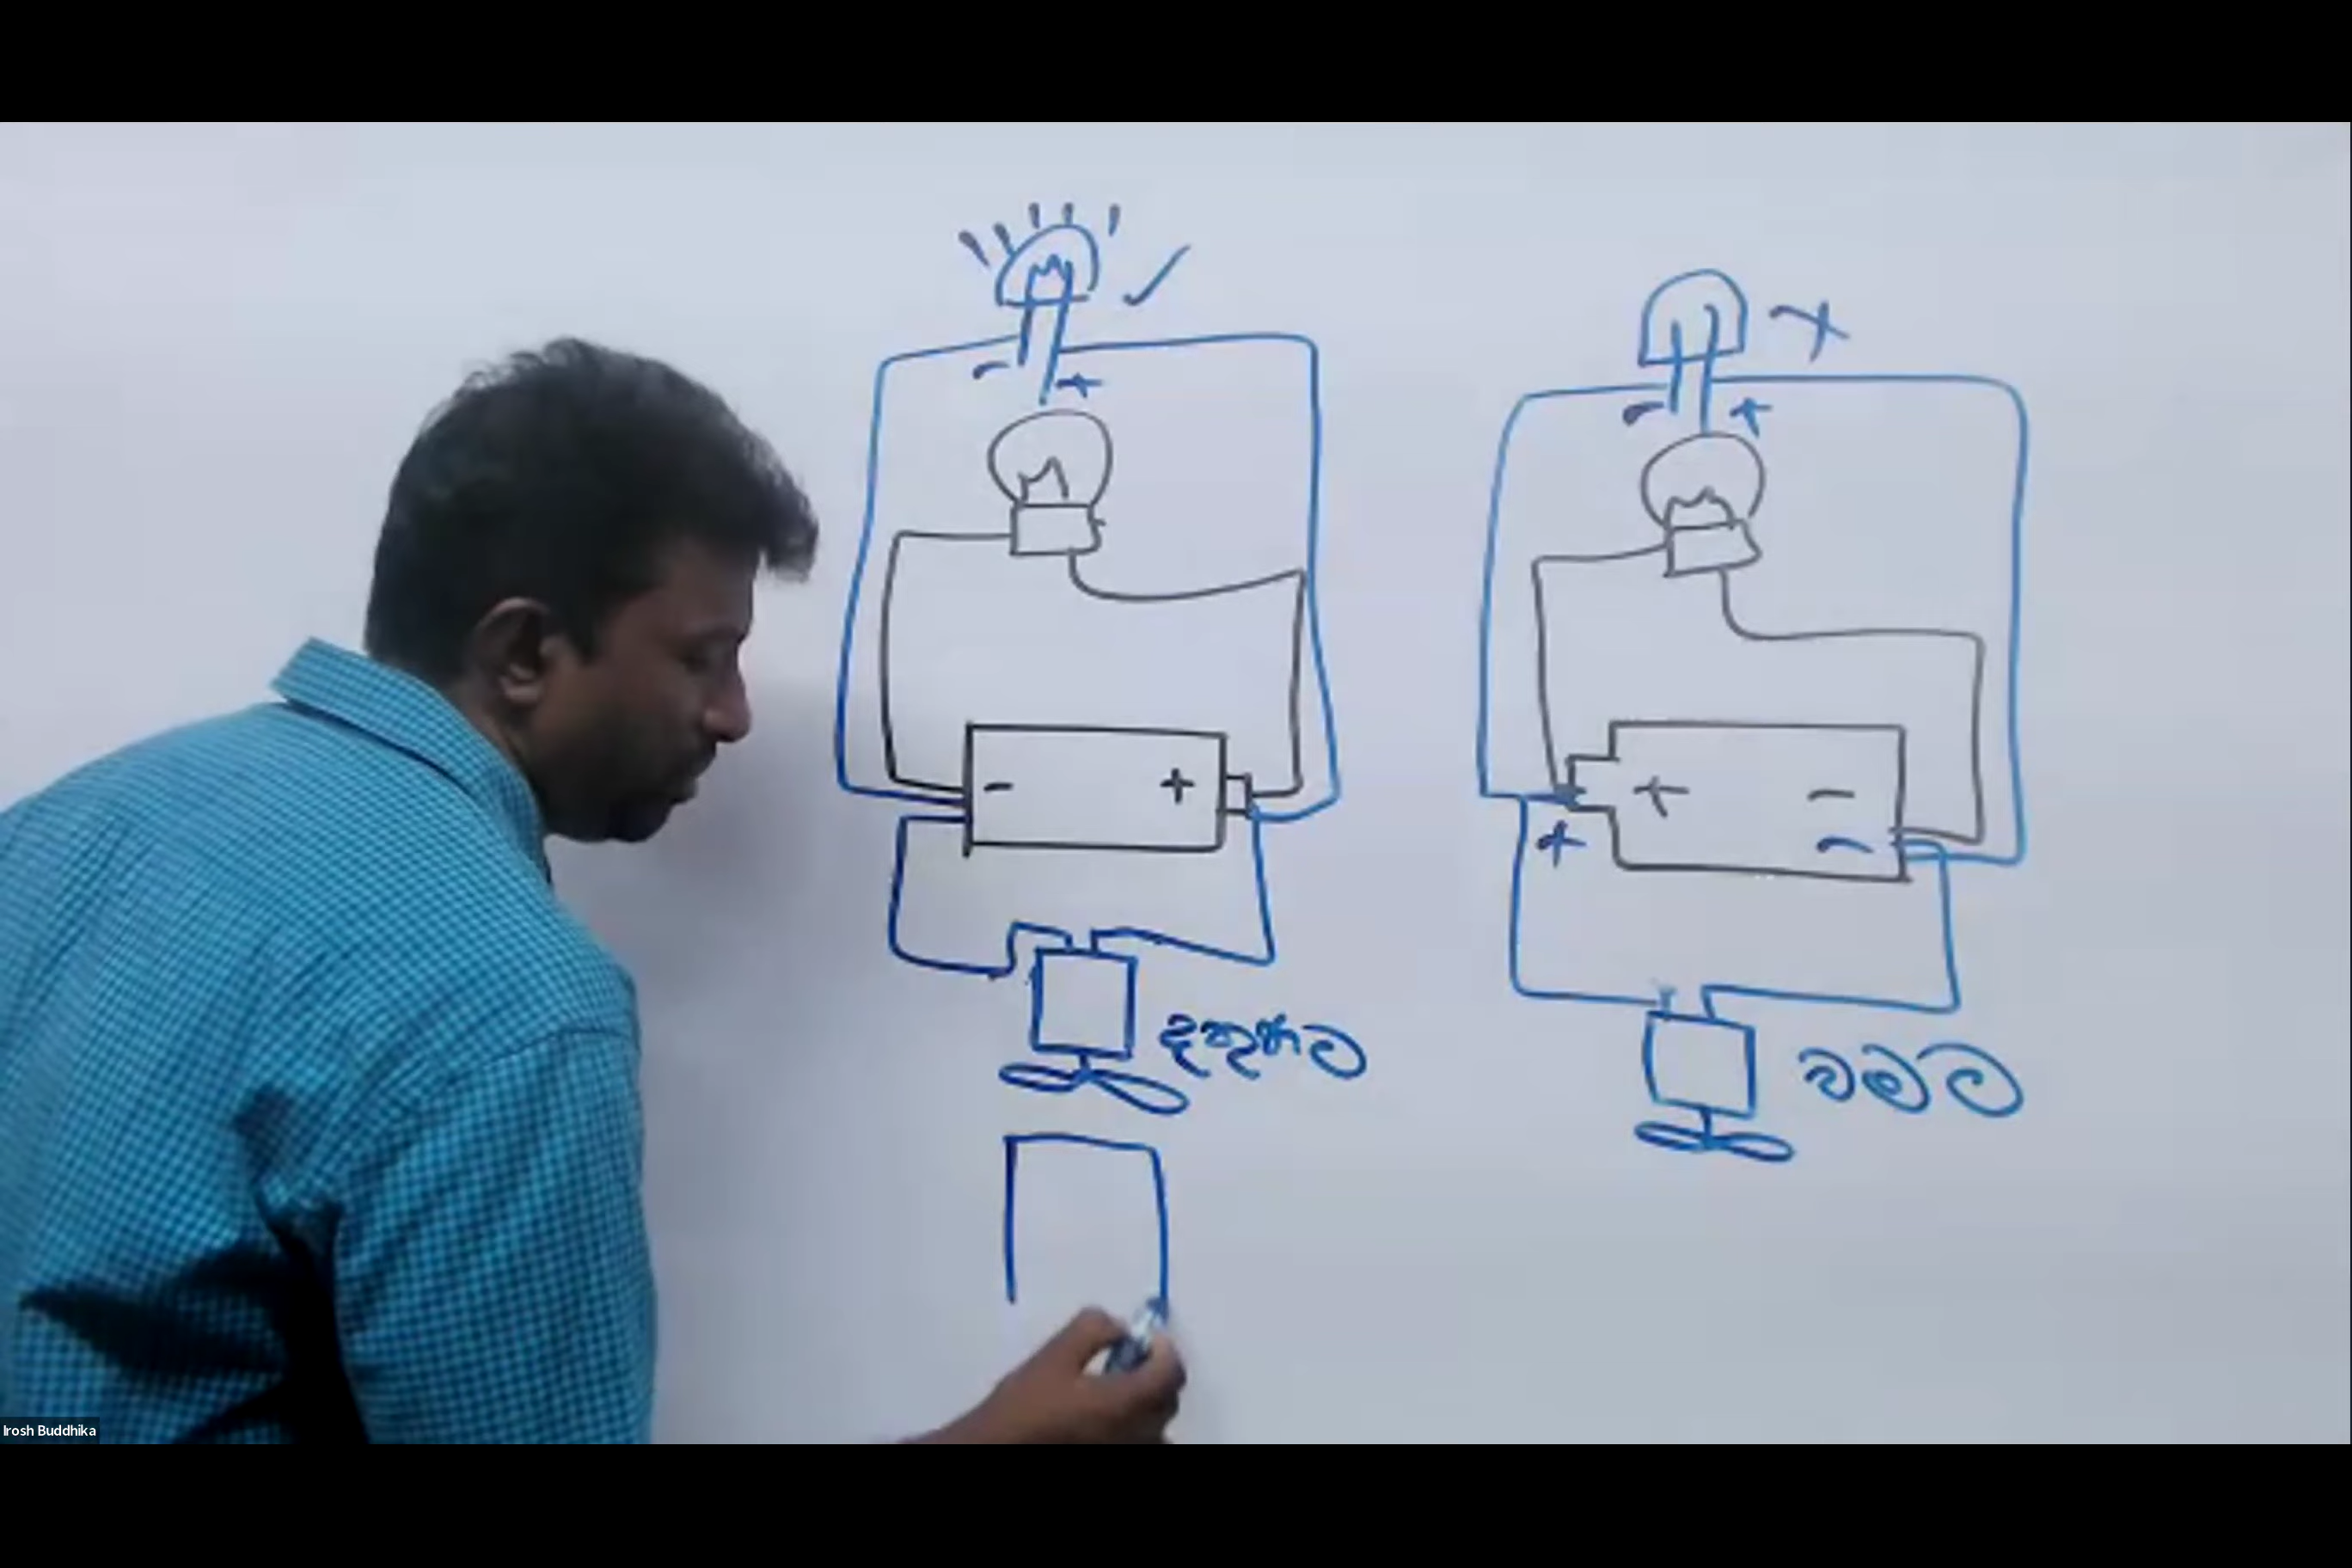 - +
- +
- +
+ -
+ -
දකුණට
වමට
Irosh Buddhika